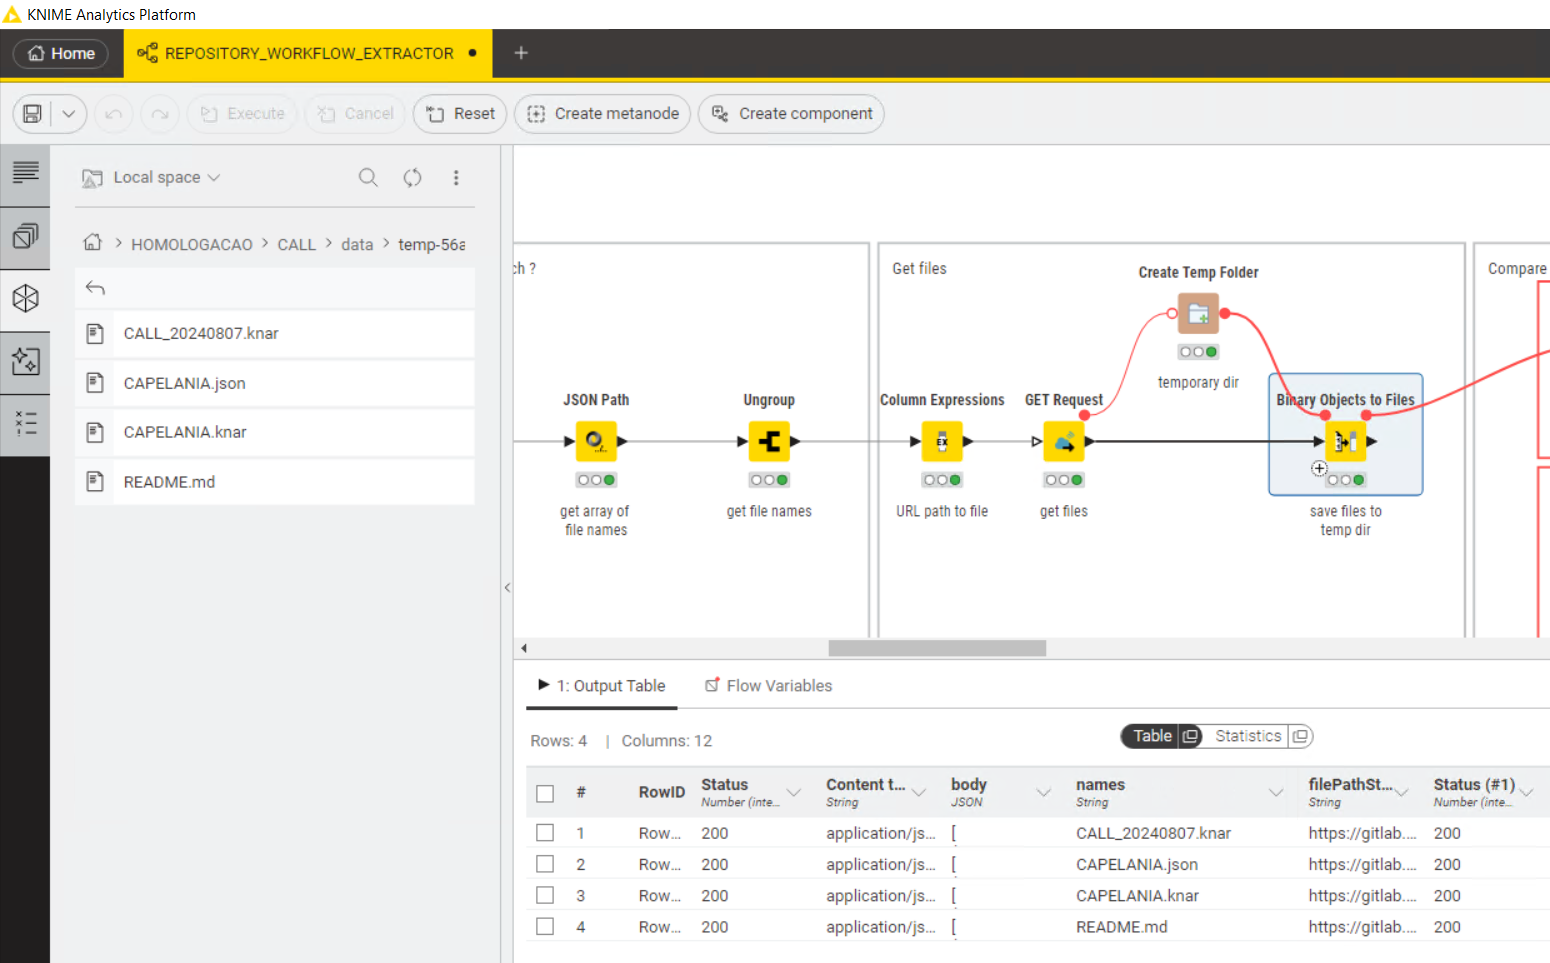 KNIME Analytics Platform
Home
REPOSITORY_WORKFLOW_EXTRACTOR
Execute
Cancel
Reset
Create metanode
Create component
Local space
HOMOLOGACAO > CALL > data > temp-56a
CALL_20240807.knar
CAPELANIA.json
CAPELANIA.knar
README.md
ch ?
Get files
Compare
Create Temp Folder
temporary dir
JSON Path
Ungroup
Column Expressions
GET Request
Binary Objects to Files
EX
get array of
file names
get file names
URL path to file
get files
save files to
temp dir
1: Output Table
Flow Variables
Rows: 4 | Columns: 12
Table
Statistics
# RowID Status Content t... body names filePathSt... Status (#1)
Number (inte... String JSON String String Number (inte...
1 Row... 200 application/js... [ CALL_20240807.knar https://gitlab.... 200
2 Row... 200 application/js... [ CAPELANIA.json https://gitlab.... 200
3 Row... 200 application/js... [ CAPELANIA.knar https://gitlab.... 200
4 Row... 200 application/js... [ README.md https://gitlab.... 200